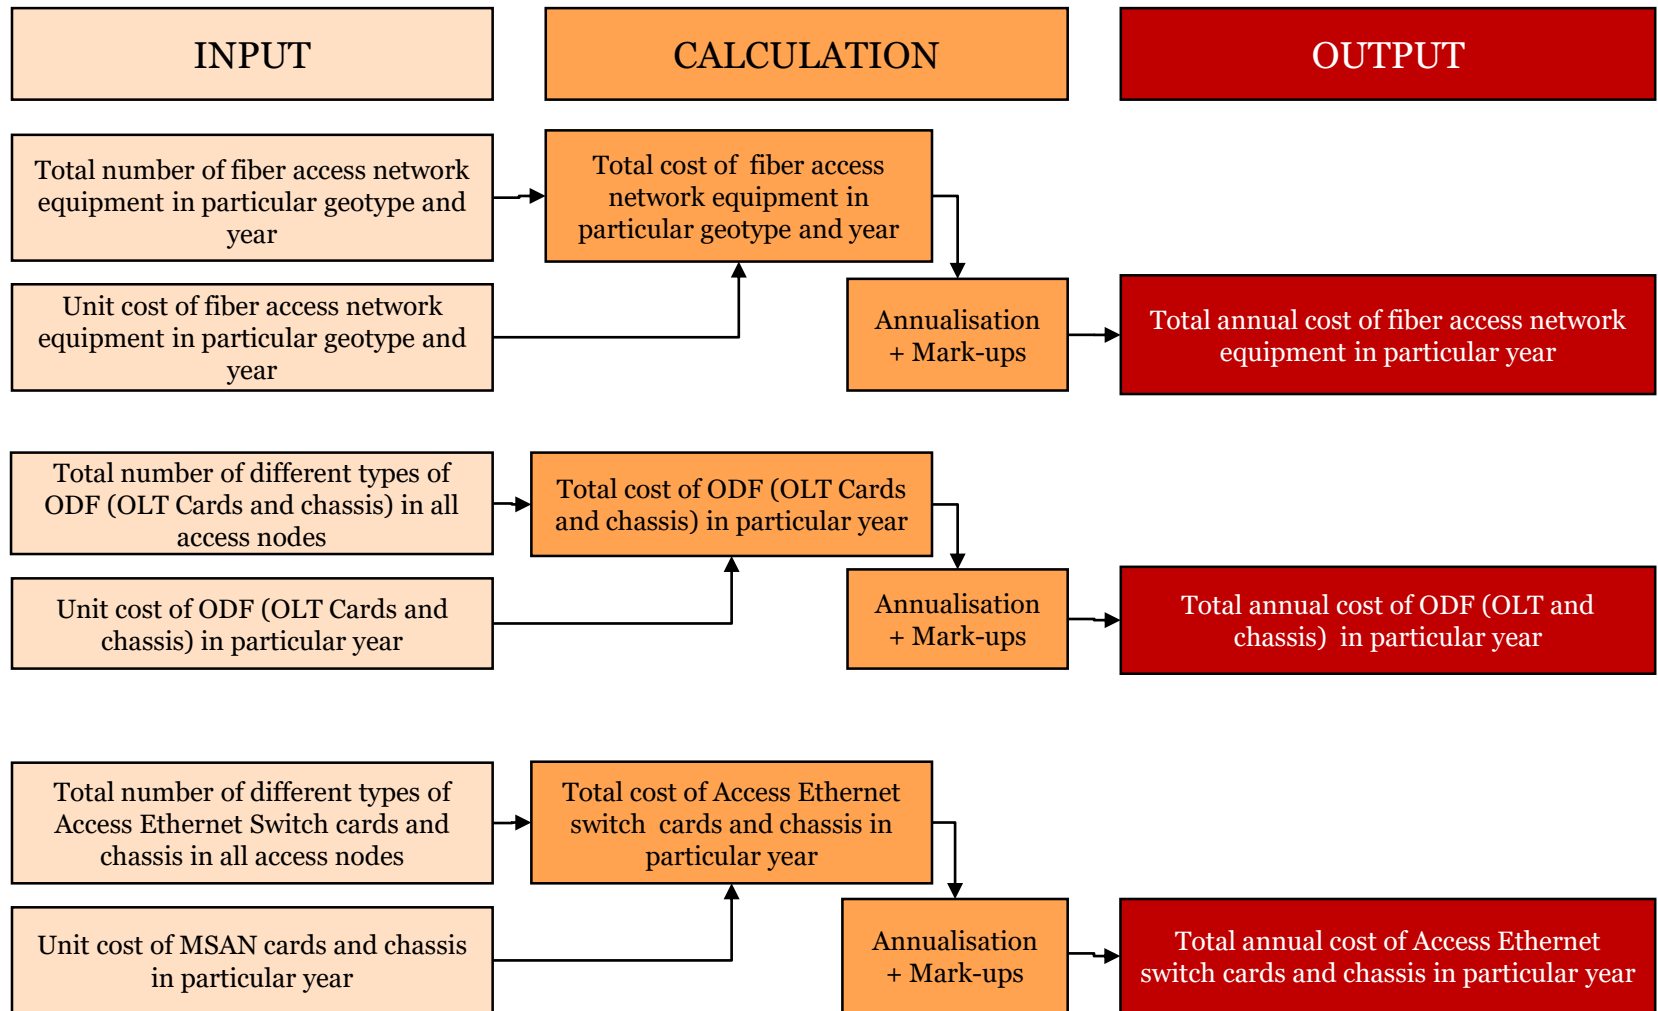 INPUT
CALCULATION
OUTPUT
Total number of fiber access network
equipment in particular geotype and
year
Total cost of fiber access
network equipment in
particular geotype and year
Unit cost of fiber access network
equipment in particular geotype and
year
Annualisation
+ Mark-ups
Total annual cost of fiber access network
equipment in particular year
Total number of different types of
ODF (OLT Cards and chassis) in all
access nodes
Total cost of ODF (OLT Cards
and chassis) in particular year
Unit cost of ODF (OLT Cards and
chassis) in particular year
Annualisation
+ Mark-ups
Total annual cost of ODF (OLT and
chassis) in particular year
Total number of different types of
Access Ethernet Switch cards and
chassis in all access nodes
Total cost of Access Ethernet
switch cards and chassis in
particular year
Unit cost of MSAN cards and chassis
in particular year
Annualisation
+ Mark-ups
Total annual cost of Access Ethernet
switch cards and chassis in particular year